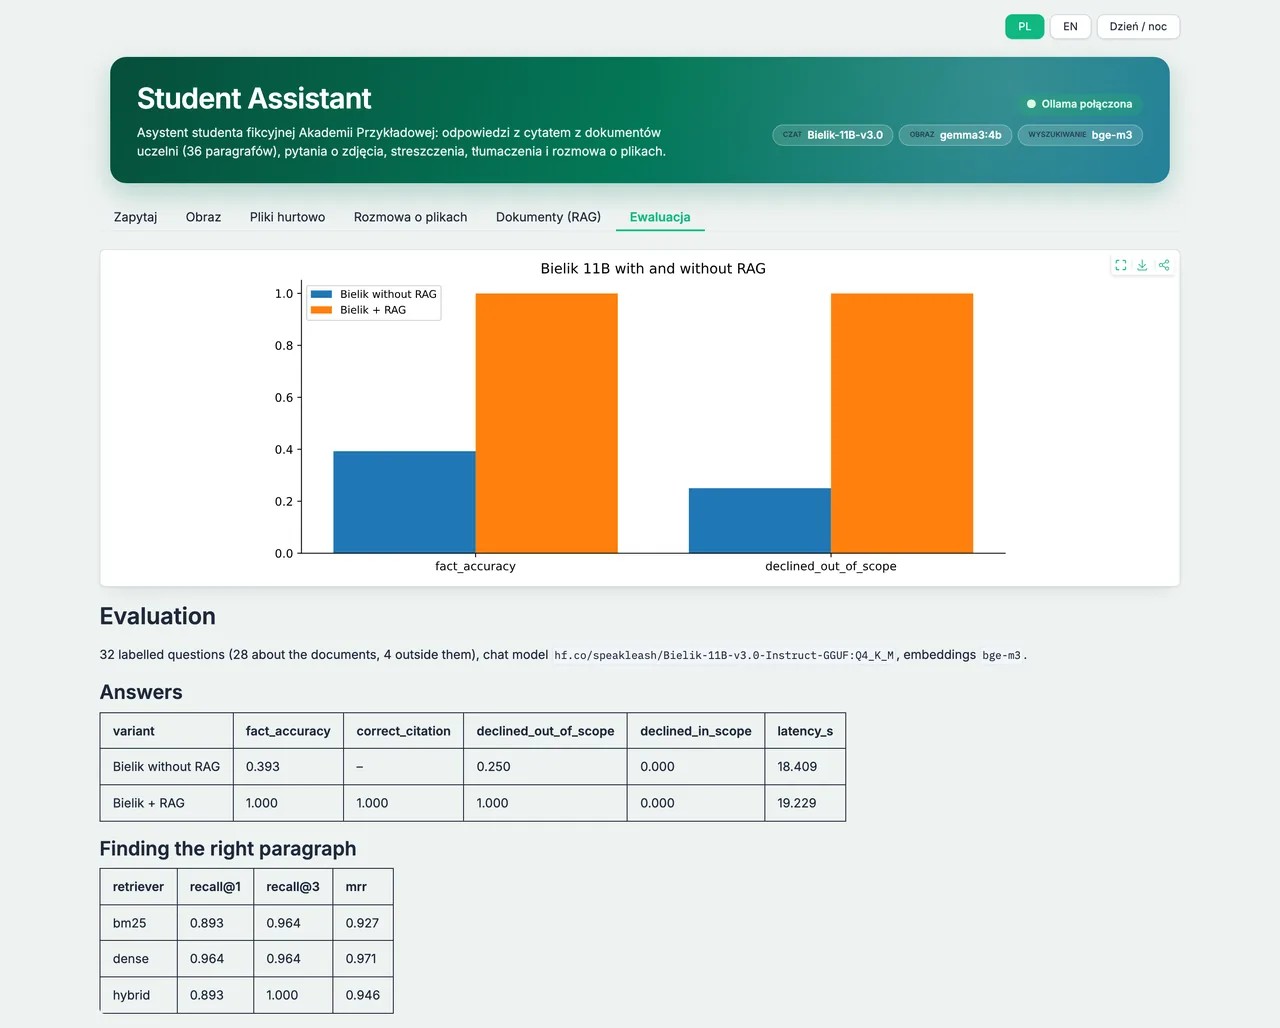 PL
EN
Dzień / noc
Student Assistant
Asystent studenta fikcyjnej Akademii Przykładowej: odpowiedzi z cytatem z dokumentów
uczelni (36 paragrafów), pytania o zdjęcia, streszczenia, tłumaczenia i rozmowa o plikach.
Ollama połączona
CZAT Bielik-11B-v3.0
OBRAZ gemma3:4b
WYSZUKIWANIE bge-m3
Zapytaj
Obraz
Pliki hurtowo
Rozmowa o plikach
Dokumenty (RAG)
Ewaluacja
Bielik 11B with and without RAG
Bielik without RAG
Bielik + RAG
1.0
0.8
0.6
0.4
0.2
0.0
fact_accuracy
declined_out_of_scope
Evaluation
32 labelled questions (28 about the documents, 4 outside them), chat model hf.co/speakleash/Bielik-11B-v3.0-Instruct-GGUF:Q4_K_M, embeddings bge-m3.
Answers
variant fact_accuracy correct_citation declined_out_of_scope declined_in_scope latency_s
Bielik without RAG 0.393 – 0.250 0.000 18.409
Bielik + RAG 1.000 1.000 1.000 0.000 19.229
Finding the right paragraph
retriever recall@1 recall@3 mrr
bm25 0.893 0.964 0.927
dense 0.964 0.964 0.971
hybrid 0.893 1.000 0.946